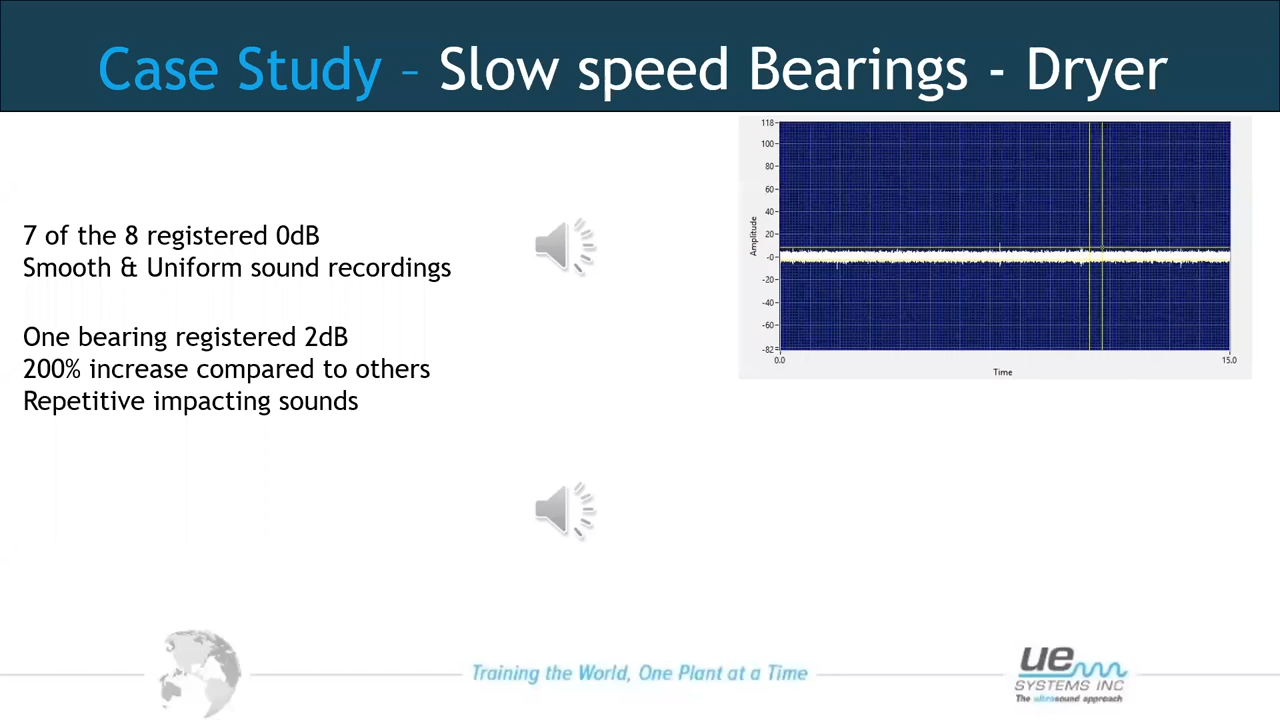 Case Study – Slow speed Bearings - Dryer
7 of the 8 registered 0dB
Smooth & Uniform sound recordings
One bearing registered 2dB
200% increase compared to others
Repetitive impacting sounds
118
100
80
60
40
20
-0
-20
-40
-60
-82
Amplitude
0.0
15.0
Time
Training the World, One Plant at a Time
ue
SYSTEMS INC
The ultrasound approach